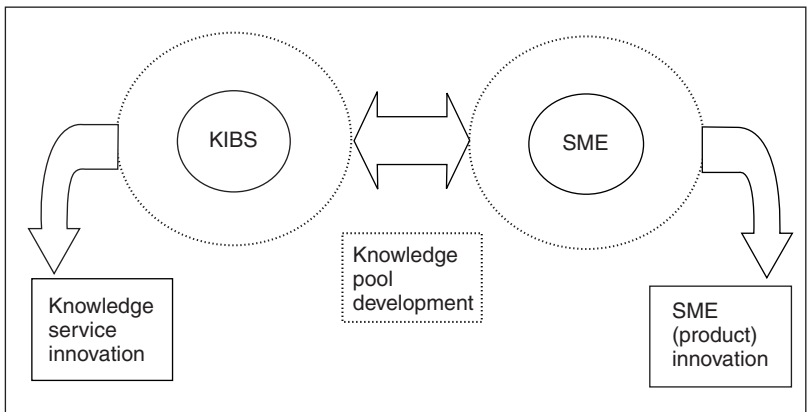 KIBS
SME
Knowledge
pool
development
Knowledge
service
innovation
SME
(product)
innovation